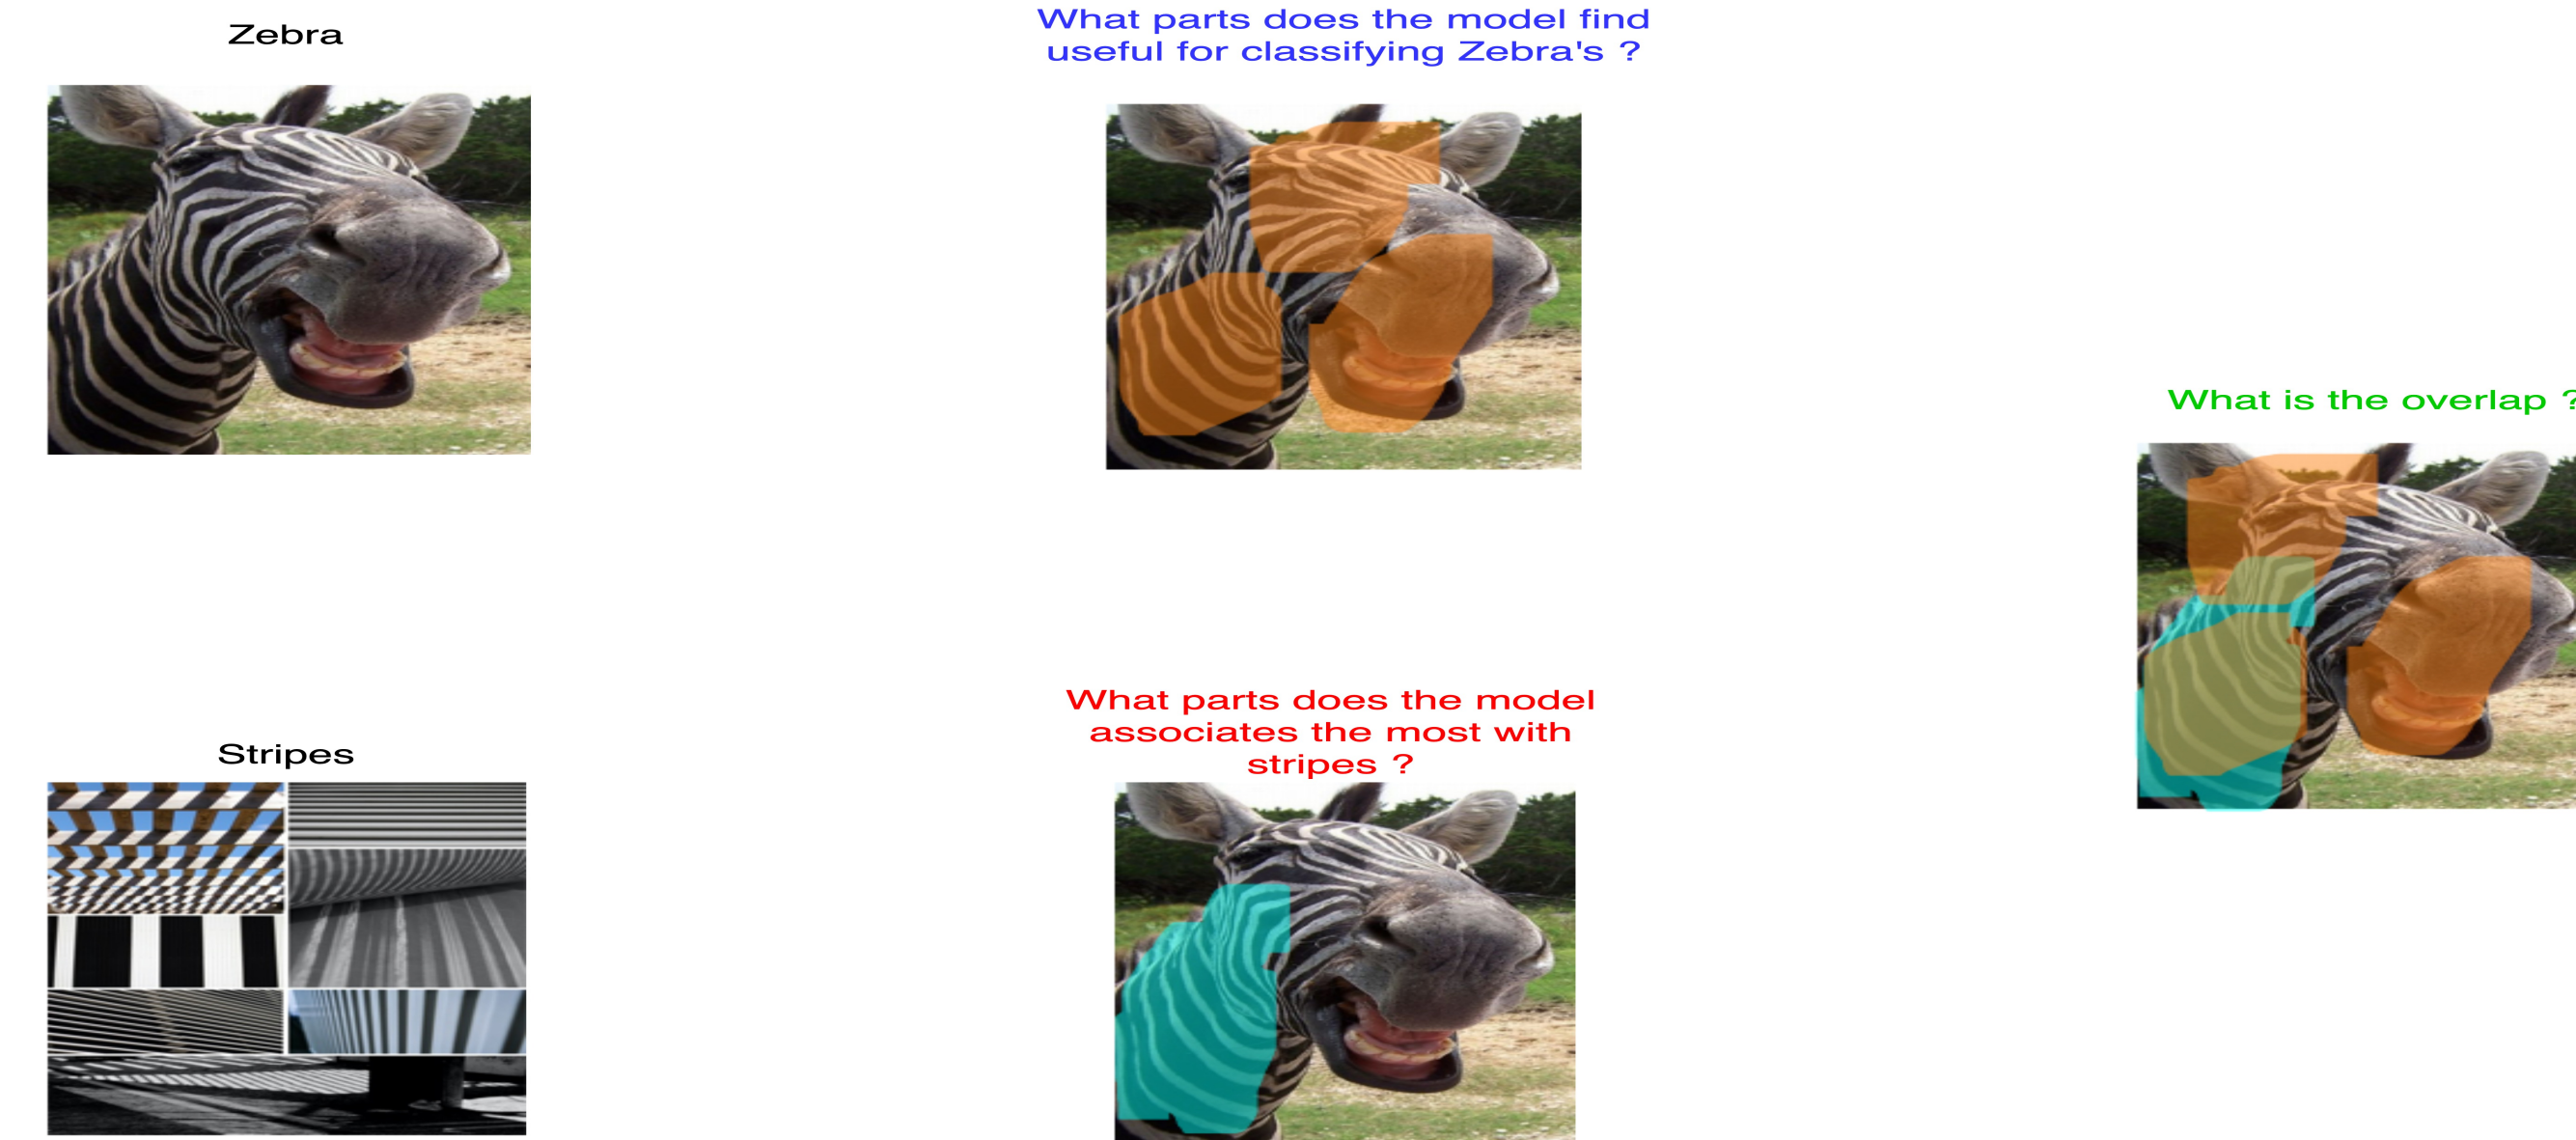 Zebra
What parts does the model find
useful for classifying Zebra's ?
What is the overlap ?
What parts does the model
associates the most with
stripes ?
Stripes